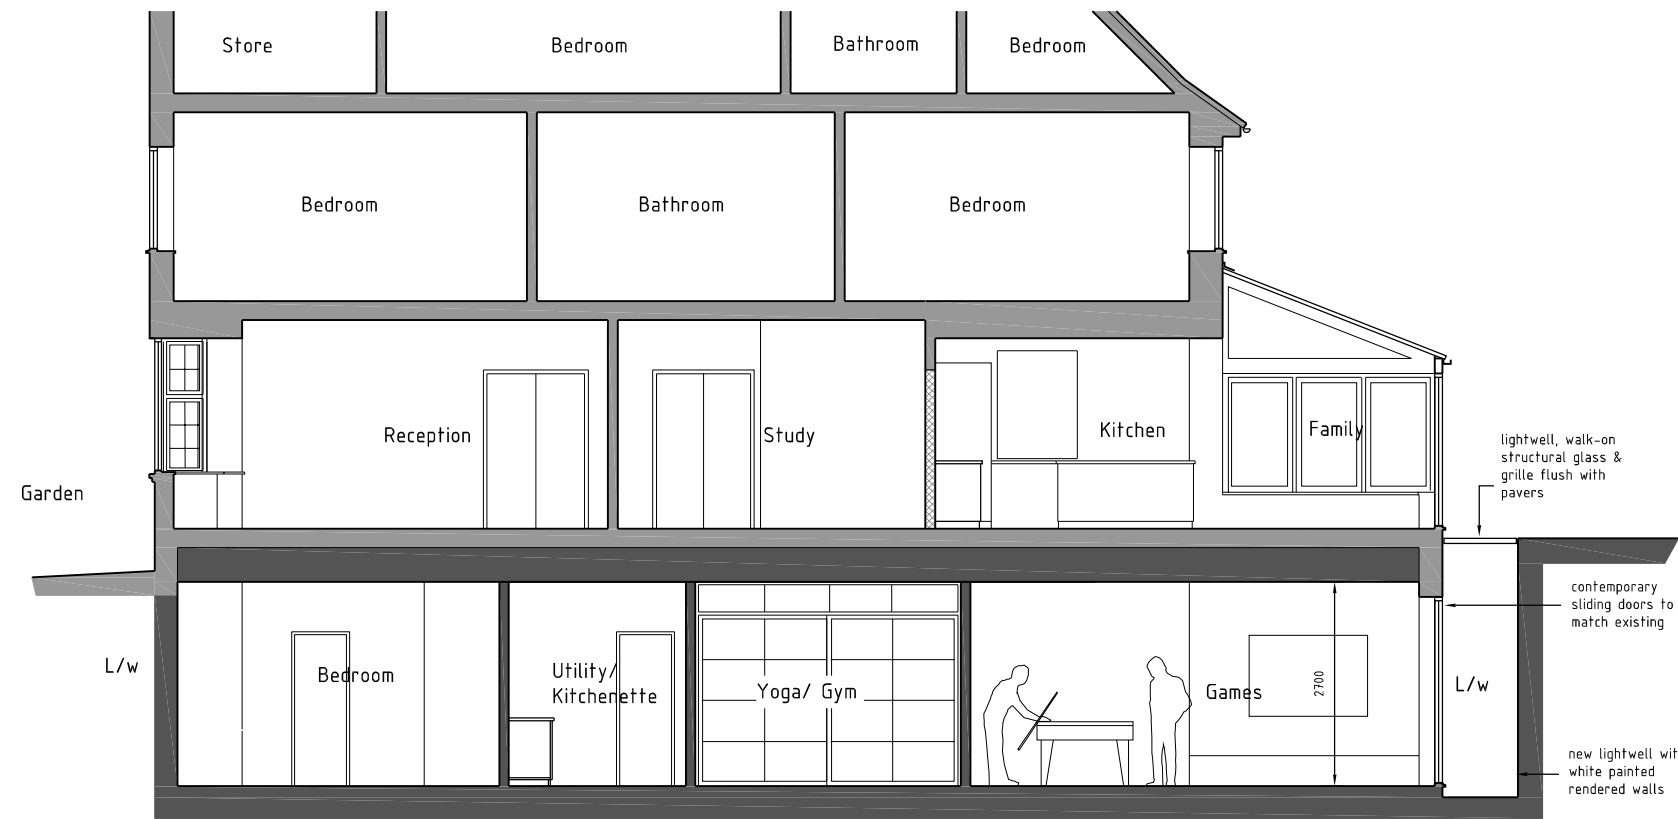 Store
Bedroom
Bathroom
Bedroom
Bedroom
Bathroom
Bedroom
Reception
Study
Kitchen
Family
lightwell, walk-on
structural glass &
grille flush with
pavers
Garden
contemporary
sliding doors to
match existing
L/w
Bedroom
Utility/
Kitchenette
Yoga/ Gym
Games
2700
L/w
new lightwell wit
white painted
rendered walls